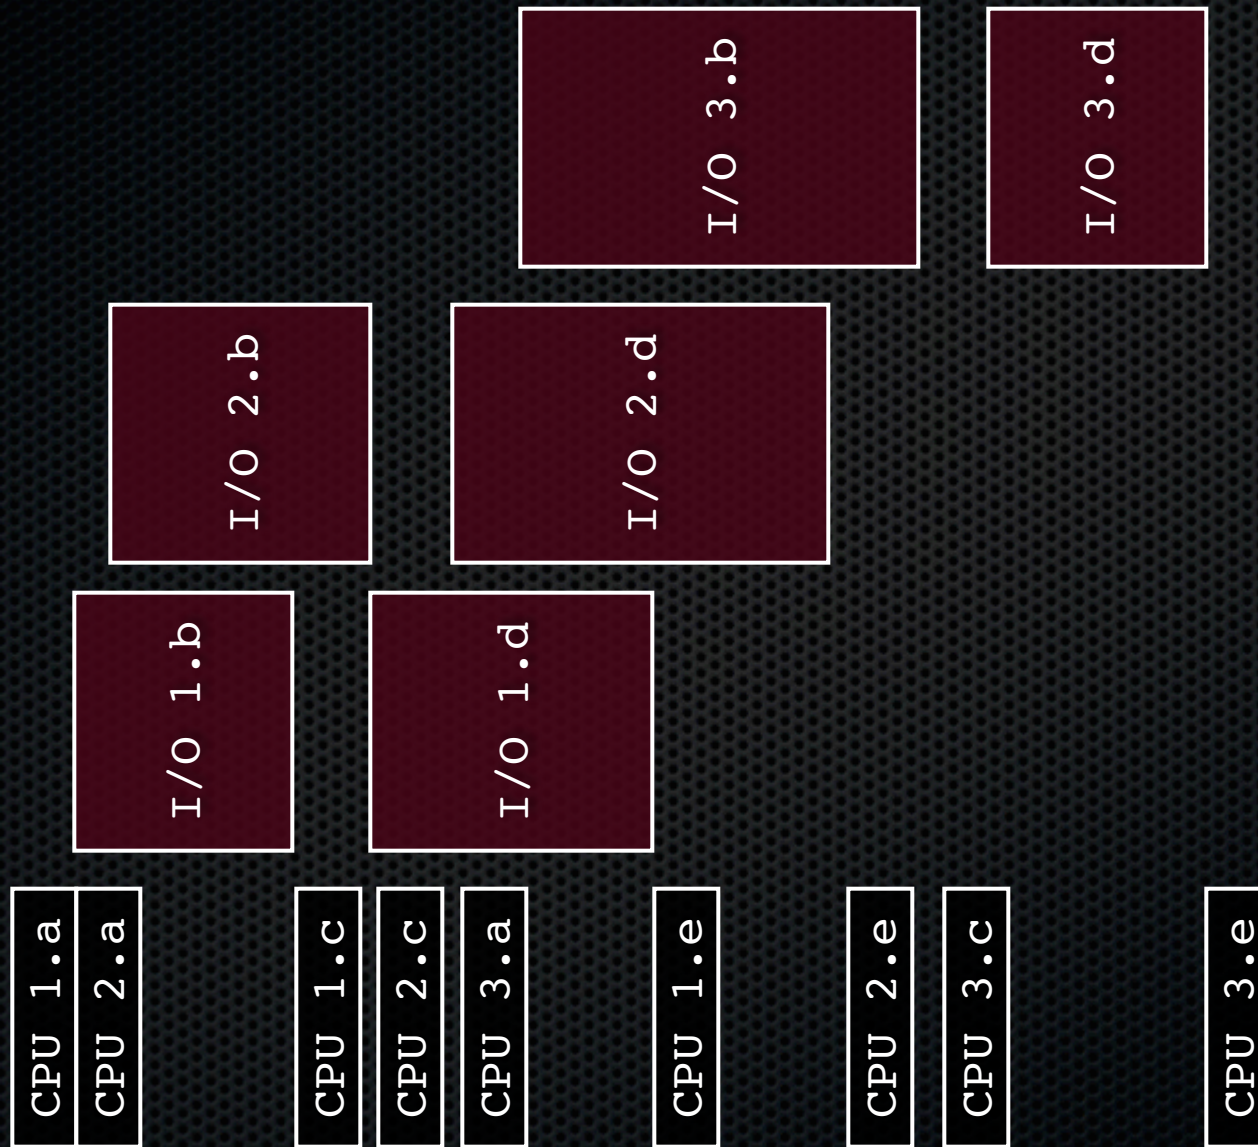 I/O 3.b
I/O 3.d
I/O 2.b
I/O 2.d
I/O 1.b
I/O 1.d
CPU 1.a
CPU 2.a
CPU 1.c
CPU 2.c
CPU 3.a
CPU 1.e
CPU 2.e
CPU 3.c
CPU 3.e